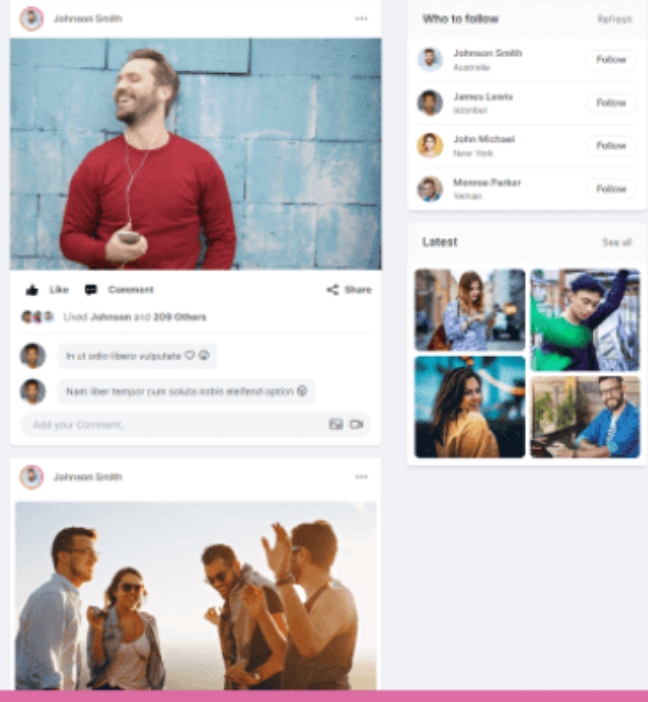 Johnson Smith
Like
Comment
Share
Liked Johnson and 209 Others
In ut odio libero vulputate
Nam liber tempor cum soluta nobis eleifend option
Add your Comment..
Johnson Smith
Who to follow
Refresh
Johnson Smith
Australia
Follow
James Lewis
Istanbul
Follow
John Michael
New York
Follow
Monroe Parker
Follow
Latest
See all